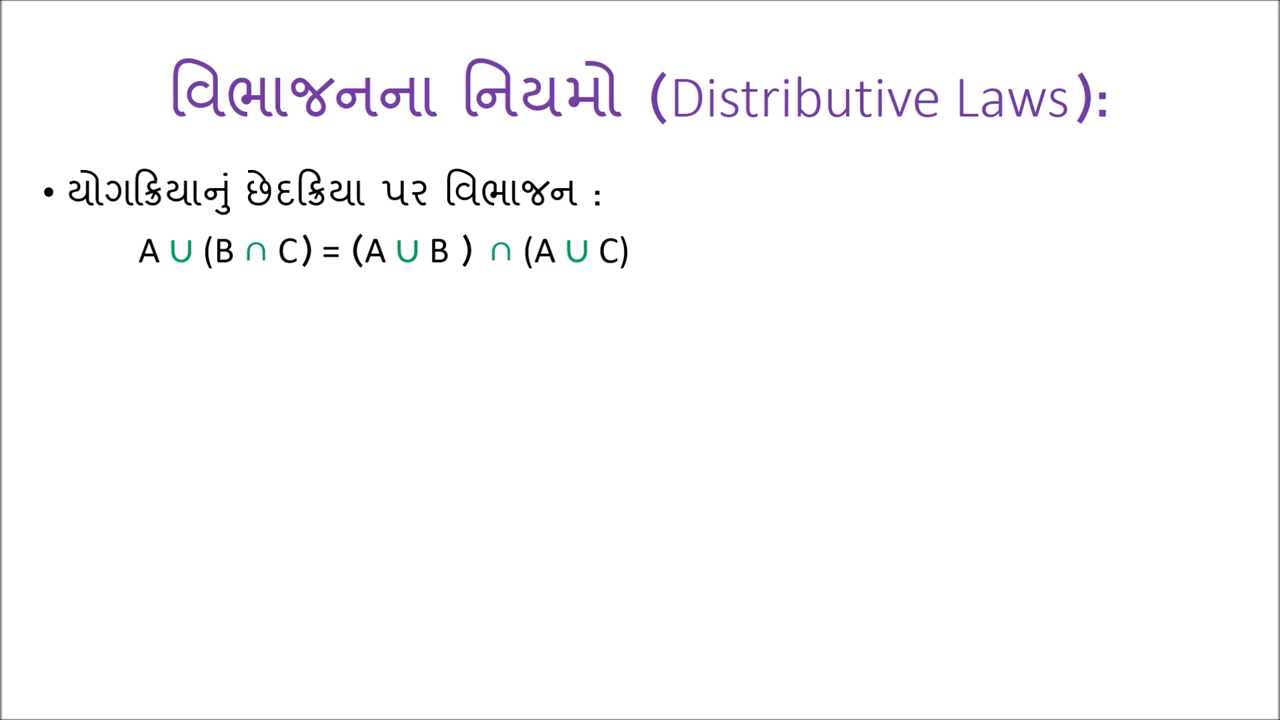 વિભાજનના નિયમો (Distributive Laws):
• યોગક્રિયાનું છેદક્રિયા પર વિભાજન :
A ∪ (B ∩ C) = (A ∪ B ) ∩ (A ∪ C)